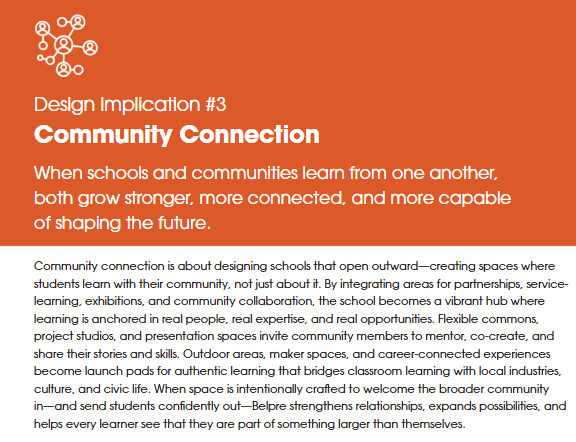 Design Implication #3
Community Connection
When schools and communities learn from one another,
both grow stronger, more connected, and more capable
of shaping the future.
Community connection is about designing schools that open outward—creating spaces where
students learn with their community, not just about it. By integrating areas for partnerships, service-
learning, exhibitions, and community collaboration, the school becomes a vibrant hub where
learning is anchored in real people, real expertise, and real opportunities. Flexible commons,
project studios, and presentation spaces invite community members to mentor, co-create, and
share their stories and skills. Outdoor areas, maker spaces, and career-connected experiences
become launch pads for authentic learning that bridges classroom learning with local industries,
culture, and civic life. When space is intentionally crafted to welcome the broader community
in—and send students confidently out—Belpre strengthens relationships, expands possibilities, and
helps every learner see that they are part of something larger than themselves.